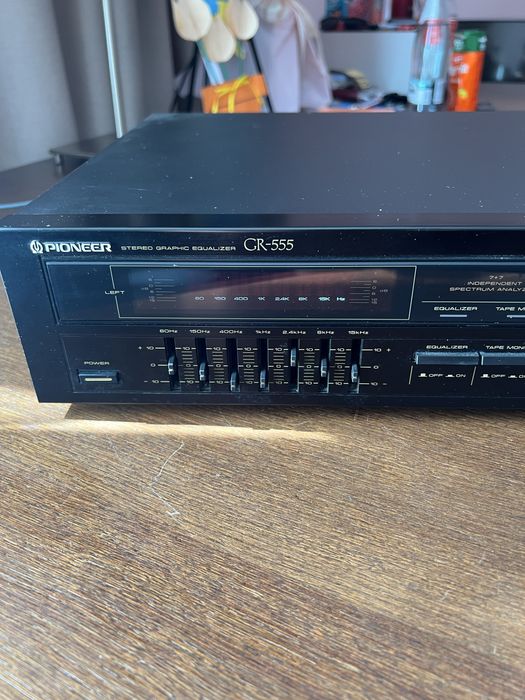 PIONEER STEREO GRAPHIC EQUALIZER GR-555
7+7
INDEPENDENT
SPECTRUM ANALYZ
LEFT
60 150 400 1K 2.4K 6K 15K Hz
EQUALIZER TAPE M
60Hz 150Hz 400Hz 1kHz 2.4kHz 6kHz 15kHz
POWER
+ 10 10 +
0 0
- 10 10 -
EQUALIZER TAPE MON
OFF ON OFF ON